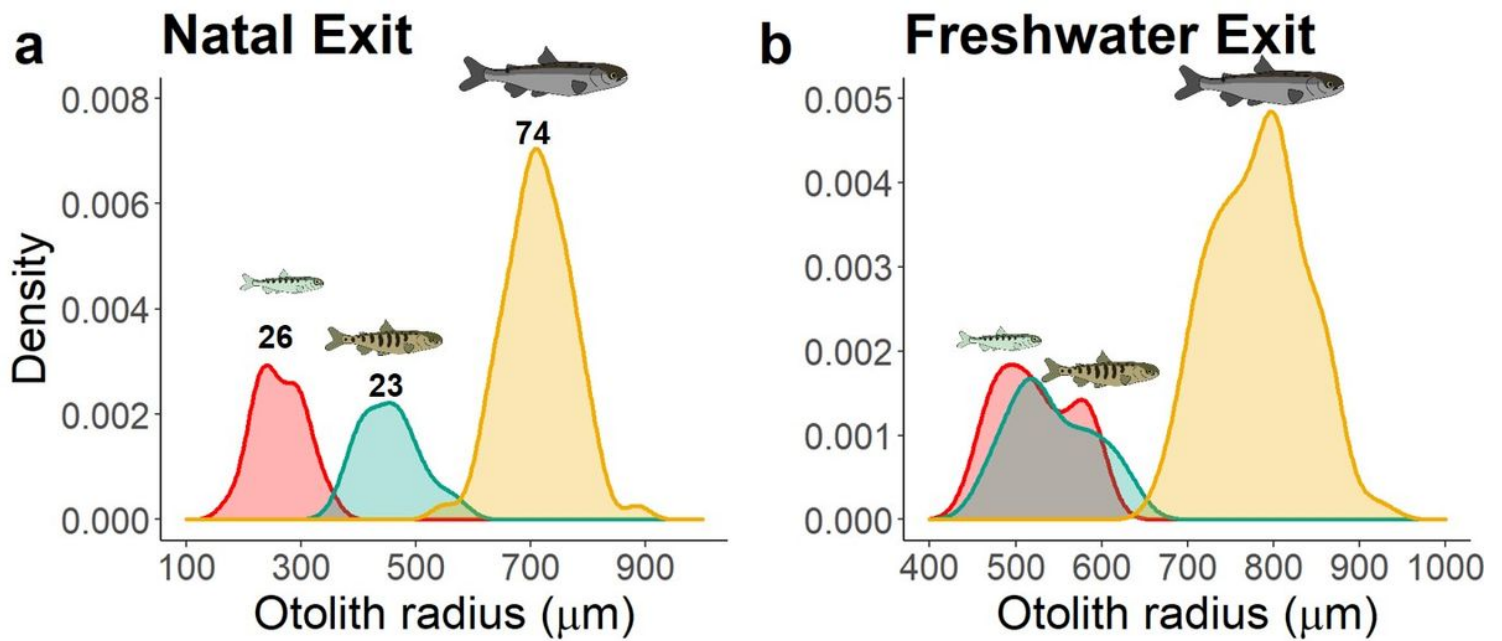 a Natal Exit
Density
0.008
0.006
0.004
0.002
0.000
26
23
74
100 300 500 700 900
Otolith radius (μm)
b Freshwater Exit
0.005
0.004
0.003
0.002
0.001
0.000
400 500 600 700 800 900 1000
Otolith radius (μm)